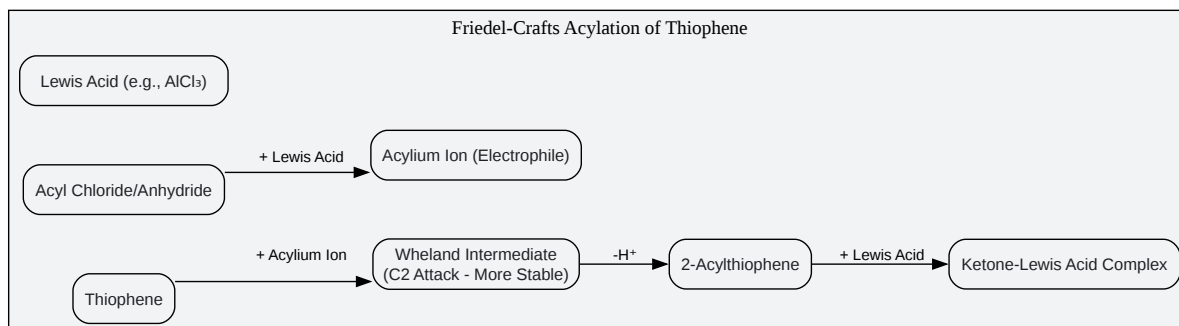 Friedel-Crafts Acylation of Thiophene
Lewis Acid (e.g., AlCl₃)
+ Lewis Acid
Acylium Ion (Electrophile)
Acyl Chloride/Anhydride
+ Acylium Ion
Wheland Intermediate
(C2 Attack - More Stable)
-H⁺
2-Acylthiophene
+ Lewis Acid
Ketone-Lewis Acid Complex
Thiophene